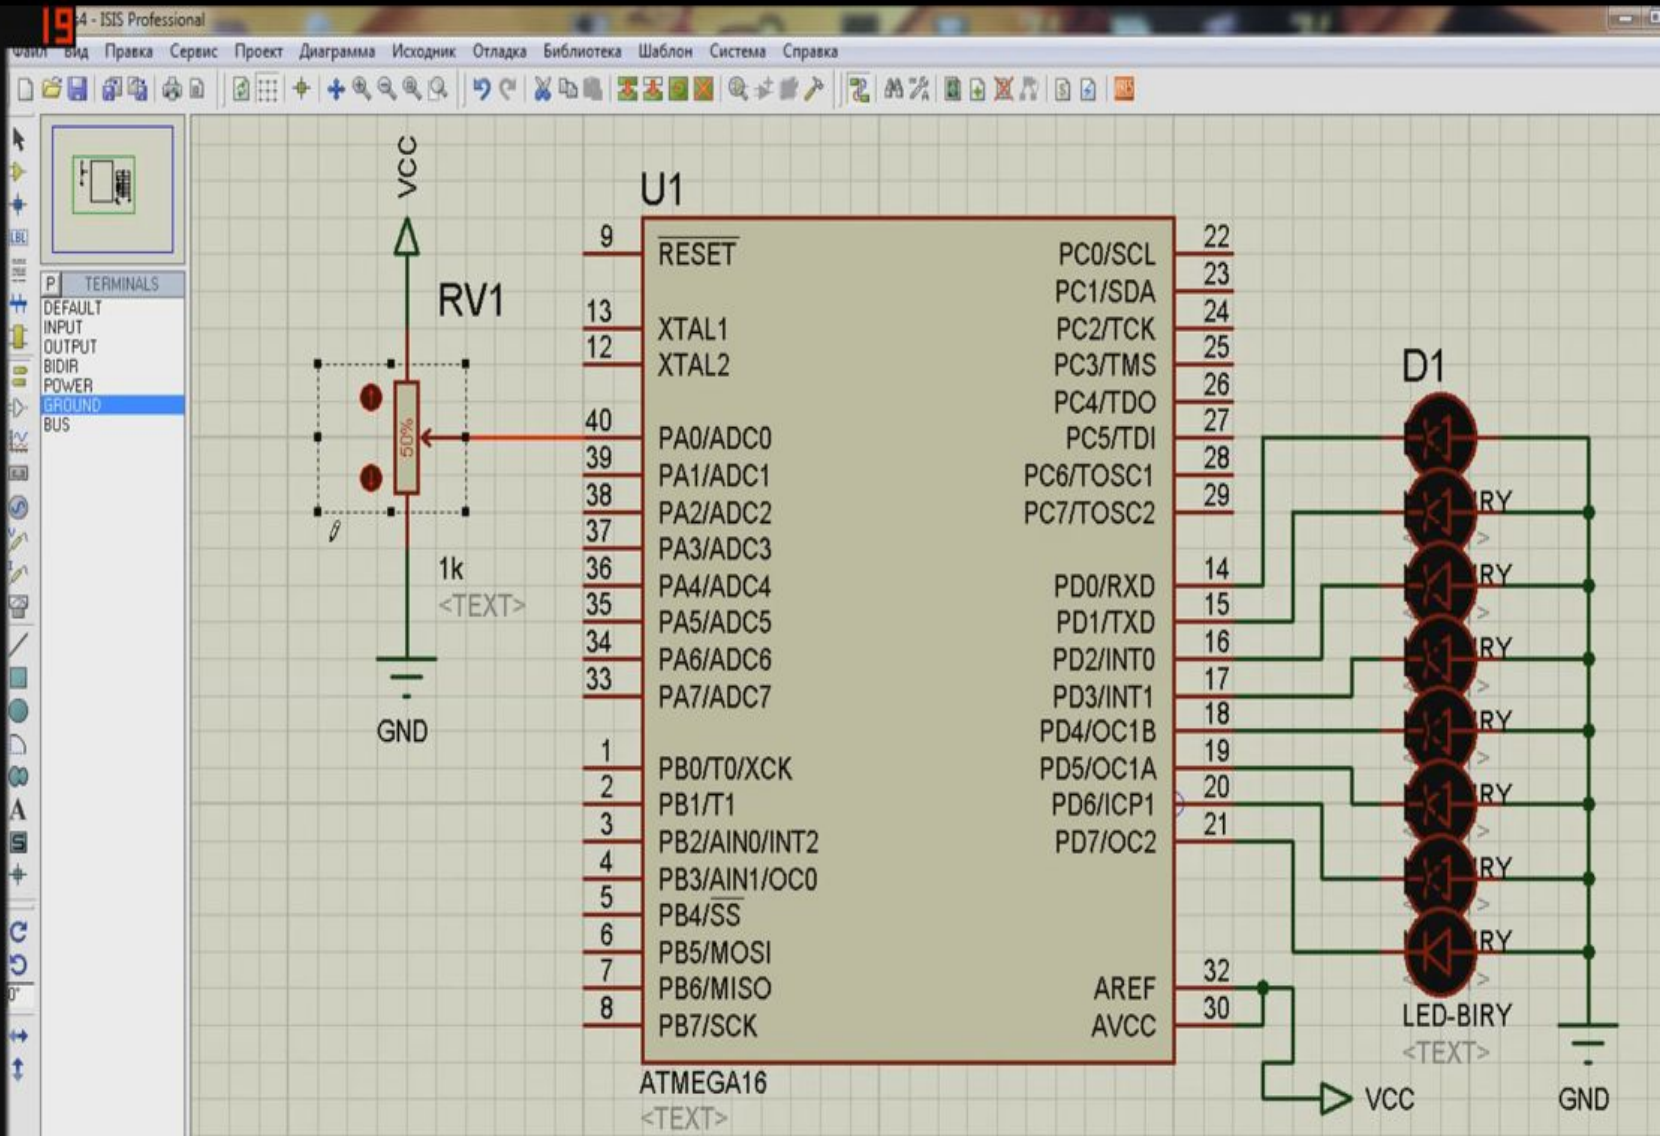 19
s4 - ISIS Professional
Файл Вид Правка Сервис Проект Диаграмма Исходник Отладка Библиотека Шаблон Система Справка
LBL
P TERMINALS
DEFAULT
INPUT
OUTPUT
BIDIR
POWER
GROUND
BUS
A
S
0°
VCC
RV1
50%
1k
<TEXT>
GND
U1
9 RESET
13 XTAL1
12 XTAL2
40 PA0/ADC0
39 PA1/ADC1
38 PA2/ADC2
37 PA3/ADC3
36 PA4/ADC4
35 PA5/ADC5
34 PA6/ADC6
33 PA7/ADC7
1 PB0/T0/XCK
2 PB1/T1
3 PB2/AIN0/INT2
4 PB3/AIN1/OC0
5 PB4/SS
6 PB5/MOSI
7 PB6/MISO
8 PB7/SCK
PC0/SCL 22
PC1/SDA 23
PC2/TCK 24
PC3/TMS 25
PC4/TDO 26
PC5/TDI 27
PC6/TOSC1 28
PC7/TOSC2 29
PD0/RXD 14
PD1/TXD 15
PD2/INT0 16
PD3/INT1 17
PD4/OC1B 18
PD5/OC1A 19
PD6/ICP1 20
PD7/OC2 21
AREF 32
AVCC 30
ATMEGA16
<TEXT>
D1
RY
>
RY
>
RY
>
RY
>
RY
>
RY
>
RY
>
LED-BIRY
<TEXT>
VCC
GND